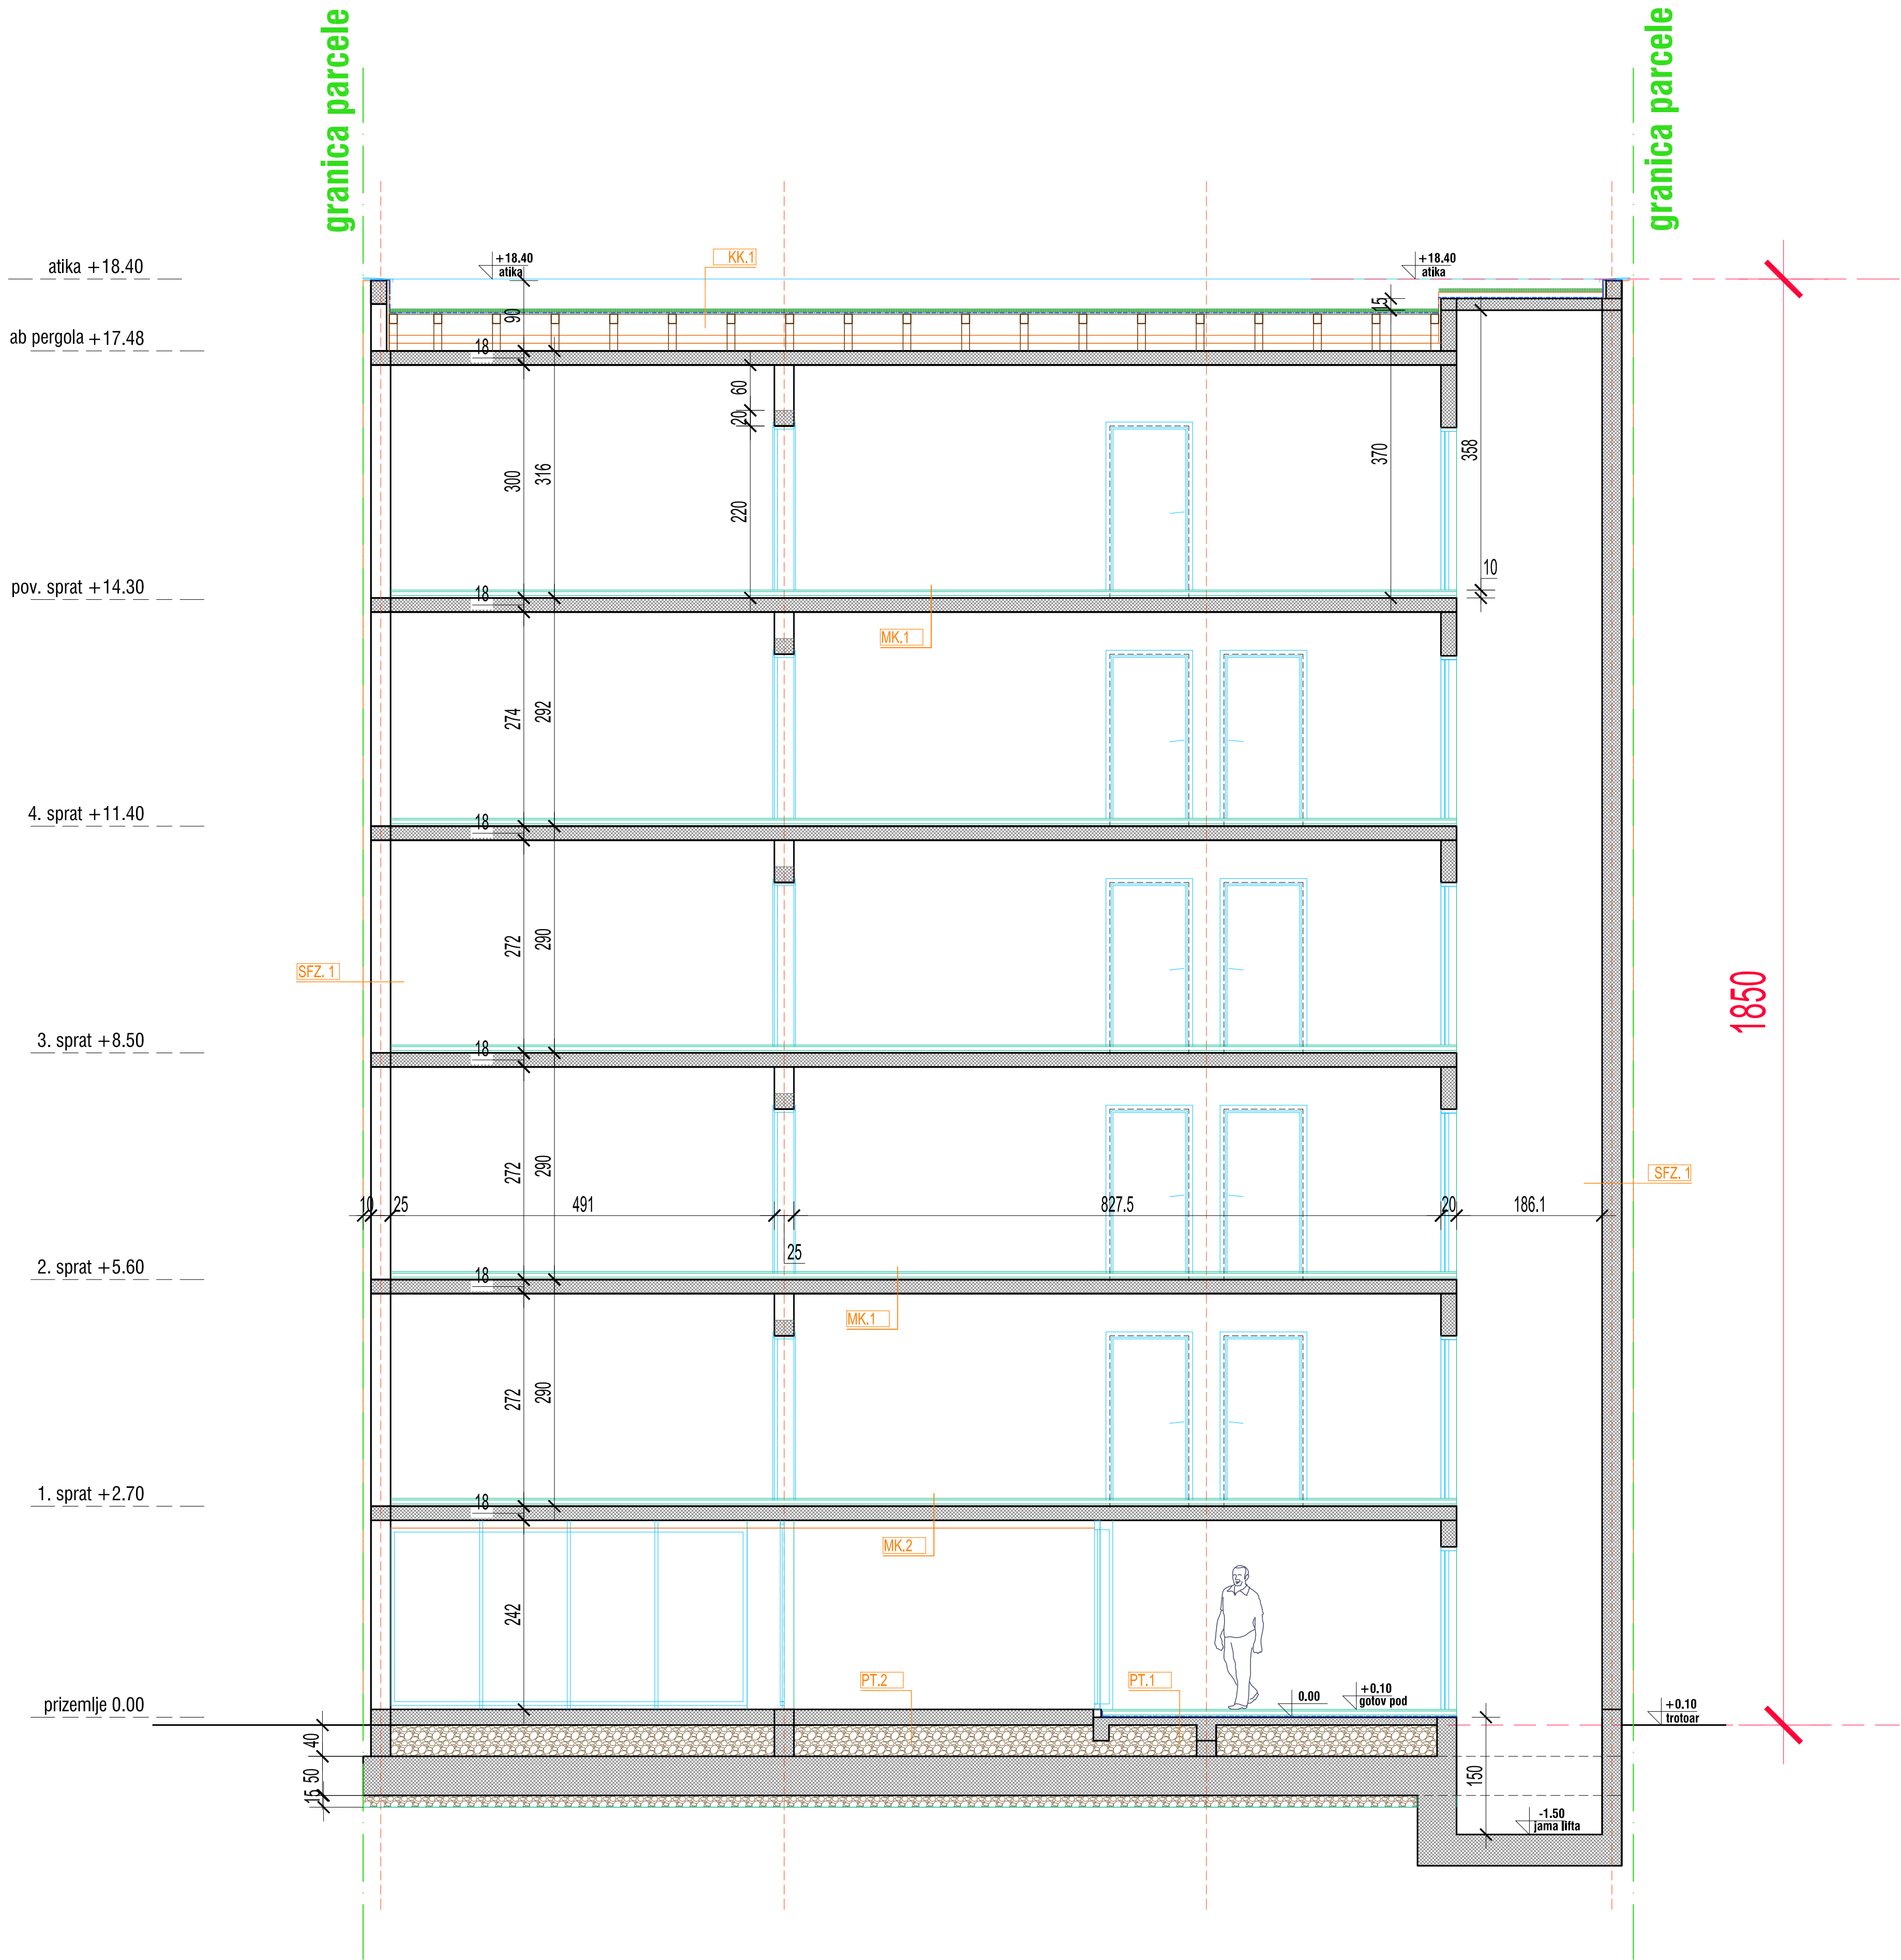 granica parcele
granica parcele
atika +18.40
+18.40
atika
KK.1
+18.40
atika
90
15
ab pergola +17.48
18
60
20
300
316
220
370
358
10
pov. sprat +14.30
18
MK.1
274
292
4. sprat +11.40
18
272
290
SFZ. 1
1850
3. sprat +8.50
18
272
290
SFZ. 1
10
25
491
827.5
20
186.1
25
2. sprat +5.60
18
MK.1
272
290
1. sprat +2.70
18
MK.2
242
PT.2
PT.1
prizemlje 0.00
0.00
+0.10
gotov pod
+0.10
trotoar
40
50
15
150
-1.50
jama lifta